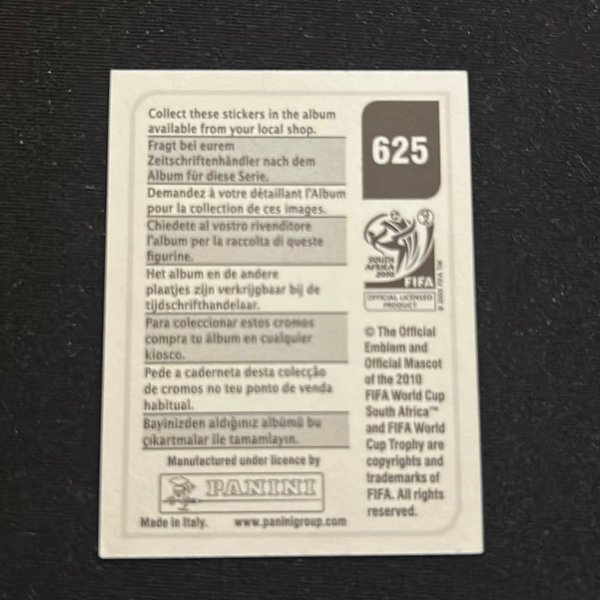 Collect these stickers in the album
available from your local shop.
Fragt bei eurem
Zeitschriftenhändler nach dem
Album für diese Serie.
Demandez à votre détaillant l'Album
pour la collection de ces images.
Chiedete al vostro rivenditore
l'album per la raccolta di queste
figurine.
Het album en de andere
plaatjes zijn verkrijgbaar bij de
tijdschrifthandelaar.
Para coleccionar estos cromos
compra tu álbum en cualquier
kiosco.
Pede a caderneta desta colecção
de cromos no teu ponto de venda
habitual.
Bayinizden aldığınız albümü bu
çıkartmalar ile tamamlayın.
Manufactured under licence by
PANINI
Made in Italy. www.paninigroup.com
625
SOUTH
AFRICA
2010
FIFA
OFFICIAL LICENSED
PRODUCT
© The Official
Emblem and
Official Mascot
of the 2010
FIFA World Cup
South Africa™
and FIFA World
Cup Trophy are
copyrights and
trademarks of
FIFA. All rights
reserved.